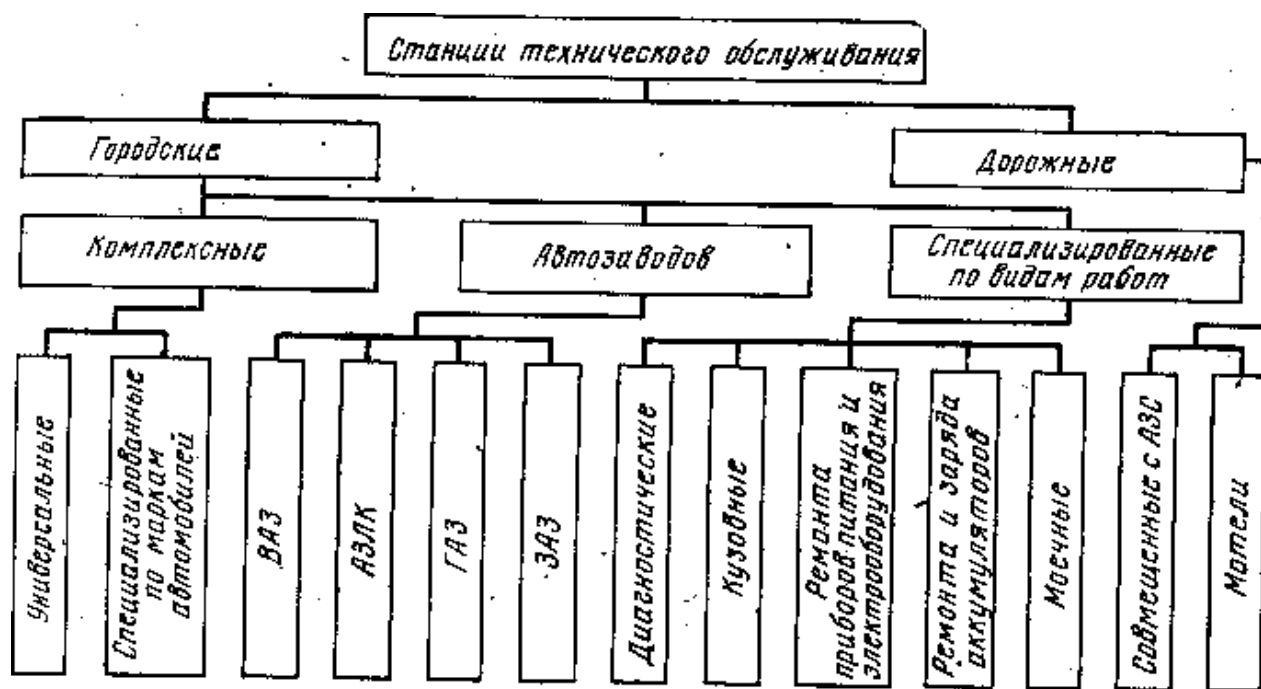 Станции технического обслуживания
Городские
Дорожные
Комплексные
Автозаводов
Специализированные
по видам работ
Универсальные
Специализированные
по маркам
автомобилей
ВАЗ
АЗЛК
ГАЗ
ЗАЗ
Диагностические
Кузовные
Ремонта
приборов питания и
электрооборудования
Ремонта и заряда
аккумуляторов
Моечные
Совмещенные с АЗС
Мотели